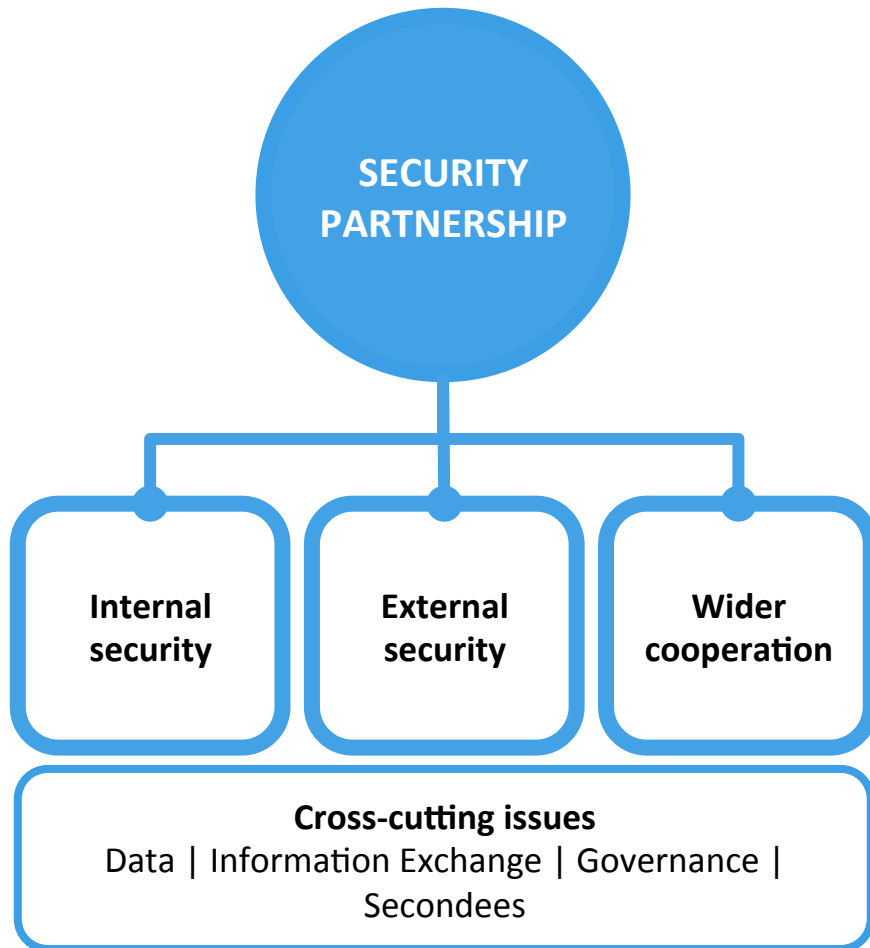 SECURITY
PARTNERSHIP
Internal
security
External
security
Wider
cooperation
Cross-cutting issues
Data | Information Exchange | Governance |
Secondees